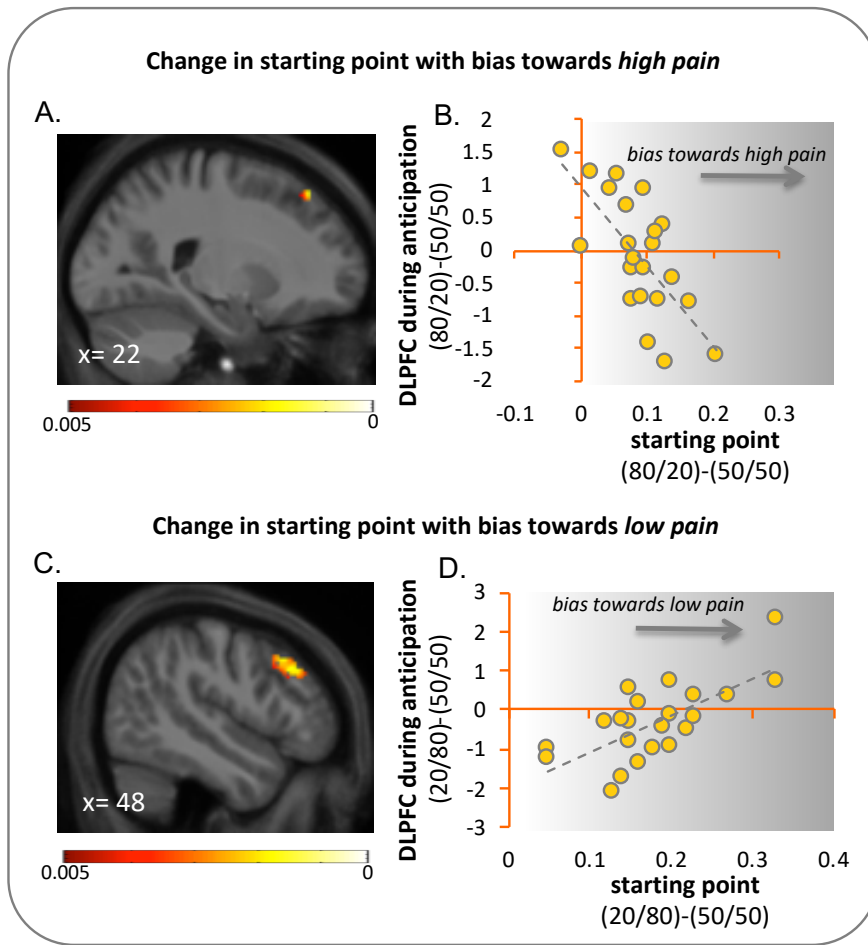 Change in starting point with bias towards high pain
A.
x= 22
0.005
0
B.
DLPFC during anticipation
(80/20)-(50/50)
2
1.5
1
0.5
0
-0.5
-1
-1.5
-2
bias towards high pain
-0.1
0
0.1
0.2
0.3
starting point
(80/20)-(50/50)
Change in starting point with bias towards low pain
C.
x= 48
0.005
0
D.
DLPFC during anticipation
(20/80)-(50/50)
3
2
1
0
-1
-2
-3
bias towards low pain
0
0.1
0.2
0.3
0.4
starting point
(20/80)-(50/50)